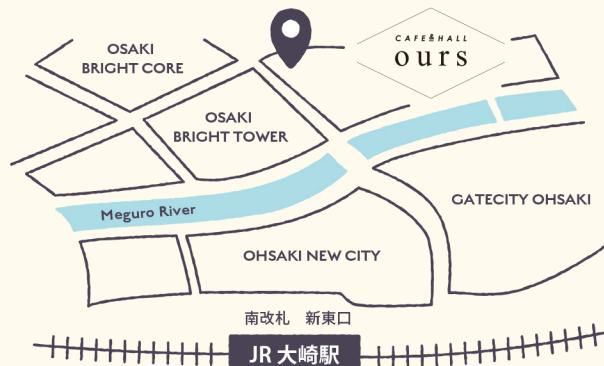 OSAKI
BRIGHT CORE
CAFE & HALL
ours
OSAKI
BRIGHT TOWER
GATECITY OHSAKI
Meguro River
OHSAKI NEW CITY
南改札 新東口
JR 大崎駅